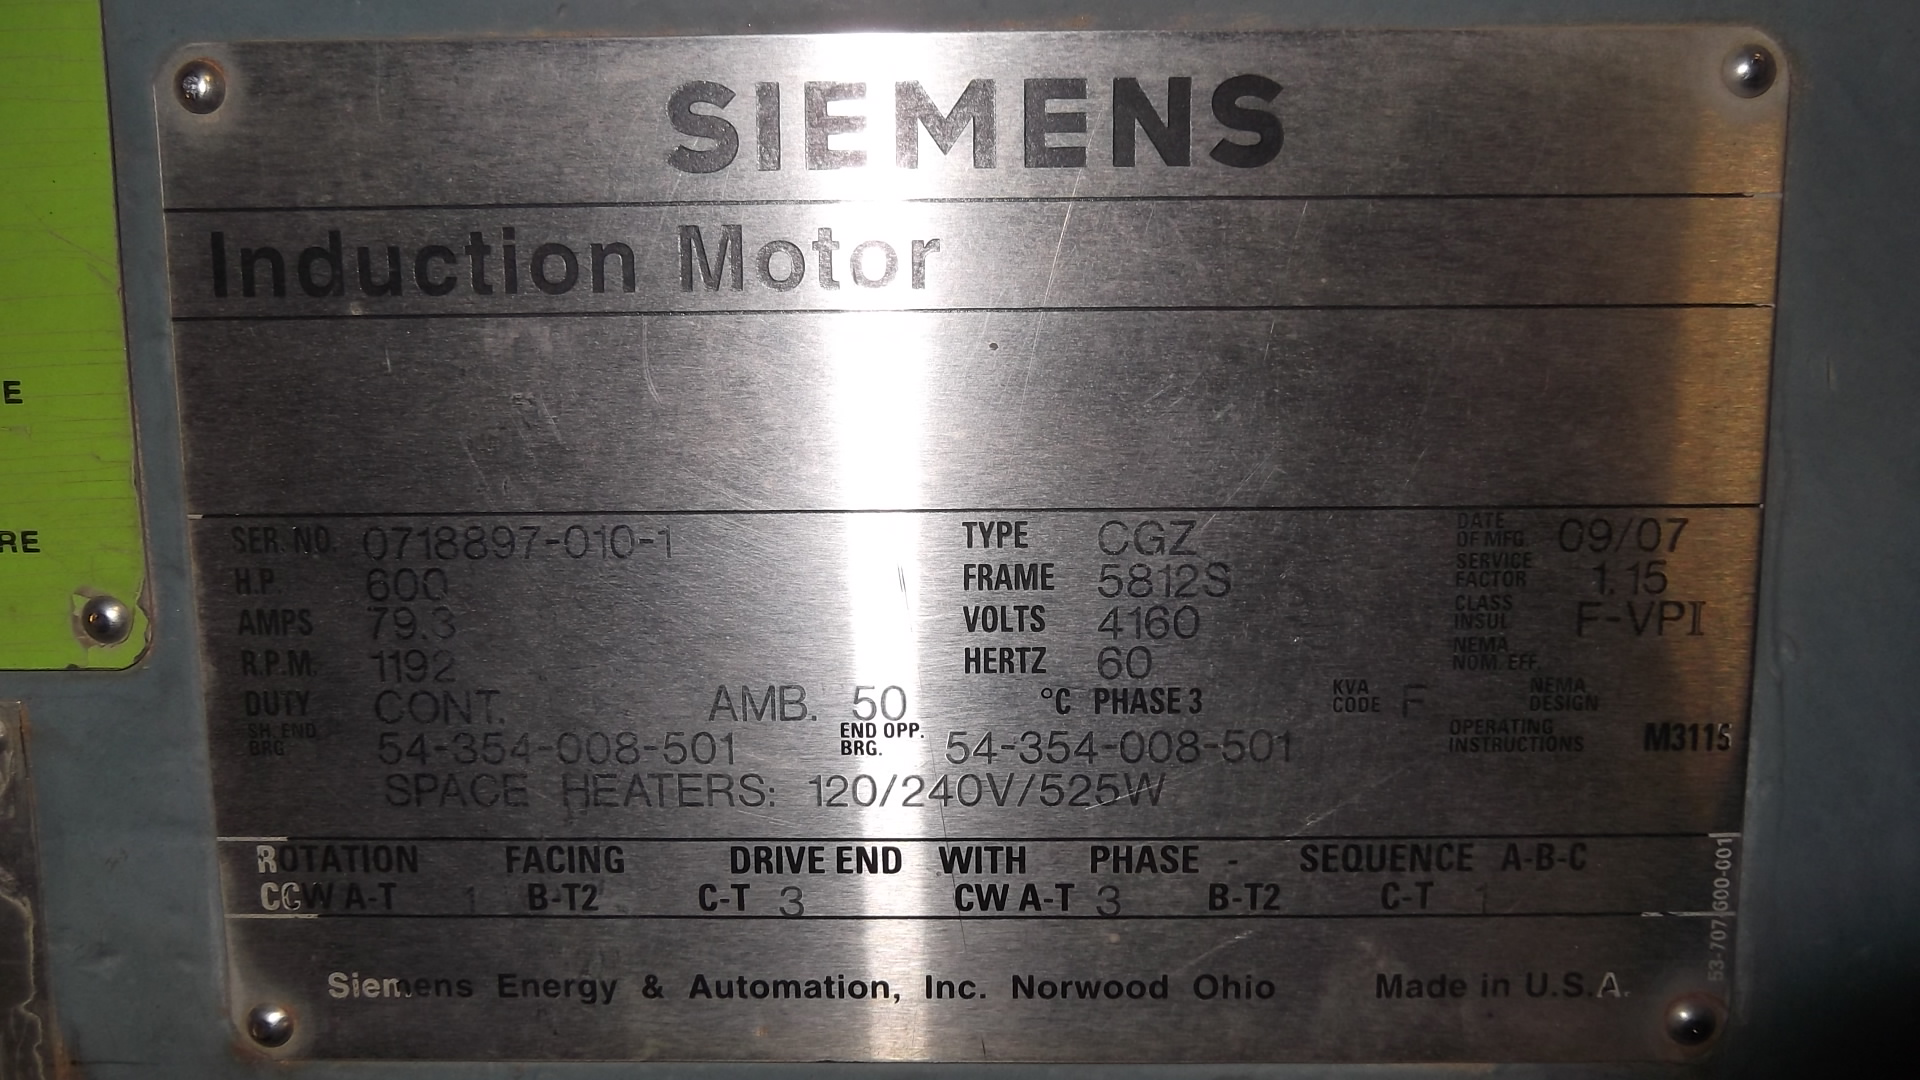 SIEMENS
Induction Motor
E
RE
SER. NO. 0718897-010-1 TYPE CGZ DATE OF MFG. 09/07
H.P. 600 FRAME 5812S SERVICE FACTOR 1.15
AMPS 79.3 VOLTS 4160 CLASS INSUL F-VPI
R.P.M. 1192 HERTZ 60 NEMA NOM. EFF.
DUTY CONT. AMB. 50 °C PHASE 3 KVA CODE F NEMA DESIGN
SH. END BRG 54-354-008-501 END OPP. BRG. 54-354-008-501 OPERATING INSTRUCTIONS M3115
SPACE HEATERS: 120/240V/525W
ROTATION FACING DRIVE END WITH PHASE - SEQUENCE A-B-C
CCW A-T 1 B-T2 C-T 3 CW A-T 3 B-T2 C-T 1
53-707/600-001
Siemens Energy & Automation, Inc. Norwood Ohio Made in U.S.A.